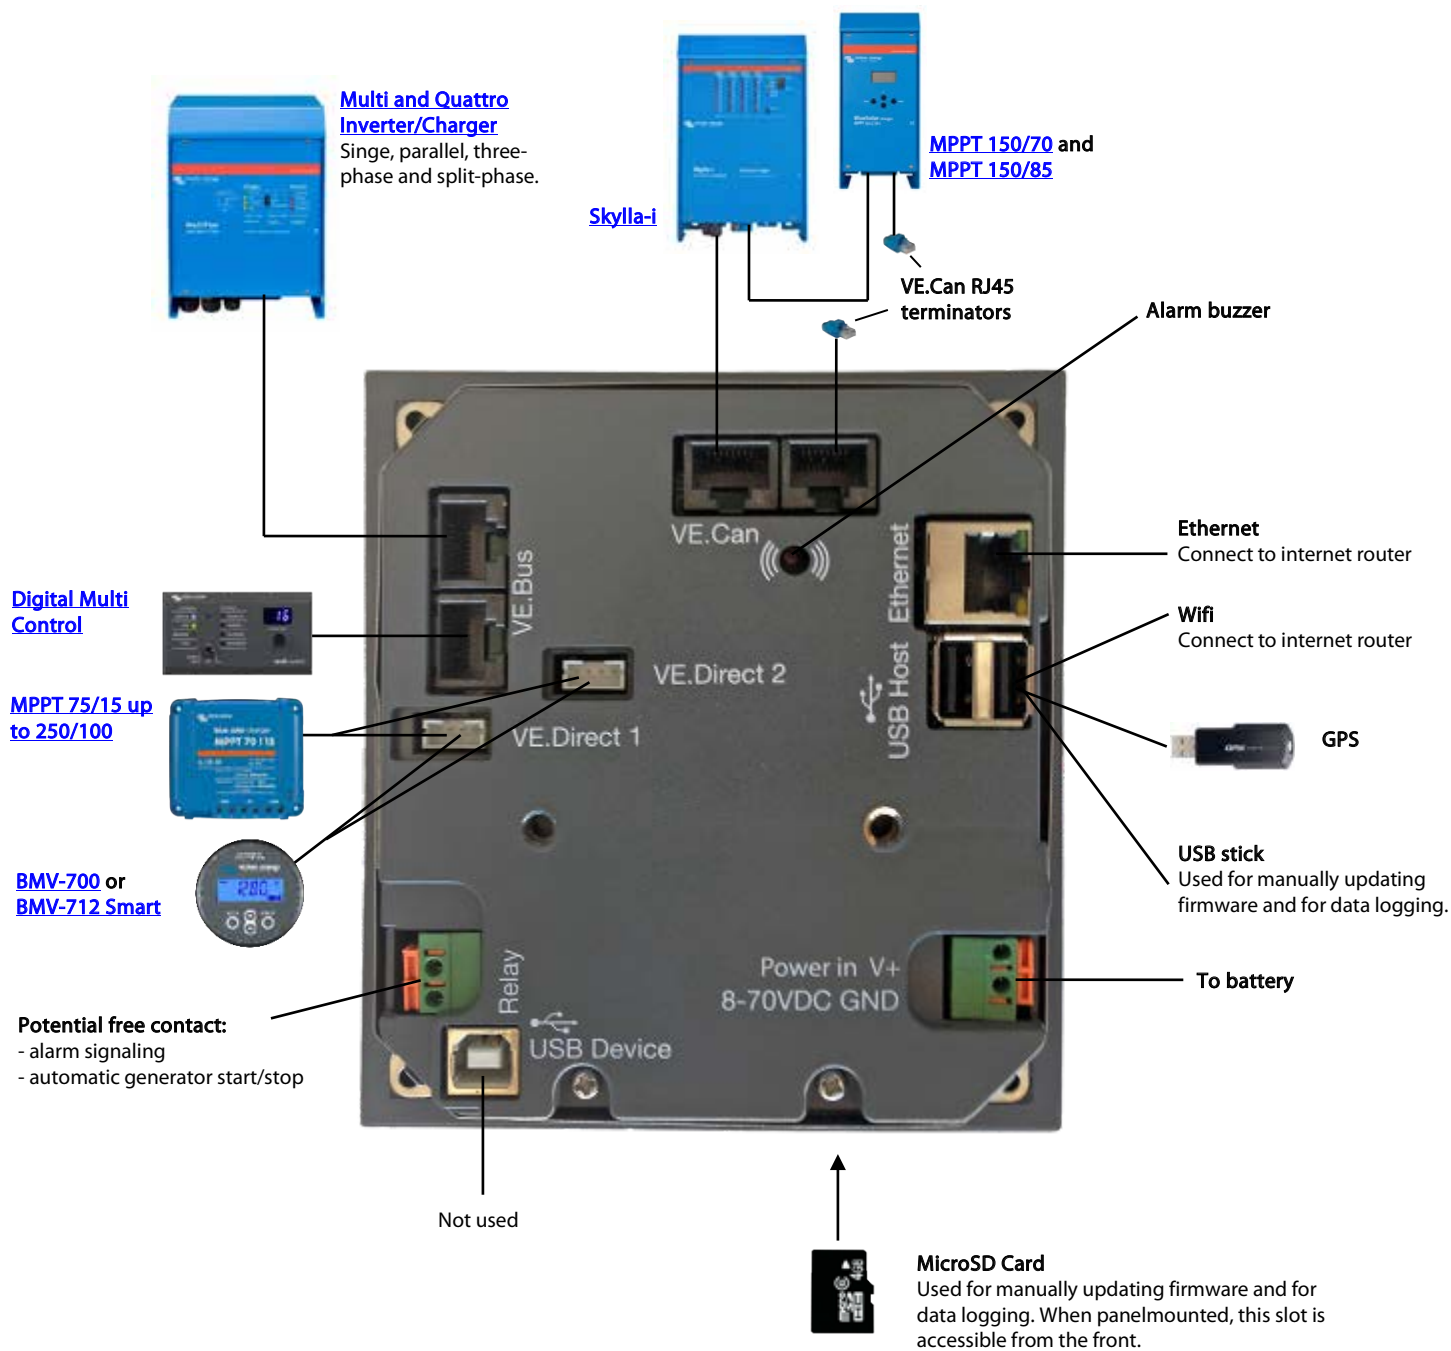 Multi and Quattro
Inverter/Charger
Singe, parallel, three-
phase and split-phase.
MPPT 150/70 and
MPPT 150/85
Skylla-i
VE.Can RJ45
terminators
Alarm buzzer
VE.Can
Ethernet
Ethernet
Connect to internet router
VE.Bus
Digital Multi
Control
16
Wifi
Connect to internet router
USB Host
VE.Direct 2
MPPT 75/15 up
to 250/100
MPPT 70 | 15
VE.Direct 1
GPS
GPS
USB stick
Used for manually updating
firmware and for data logging.
BMV-700 or
BMV-712 Smart
Relay
Power in V+
8-70VDC GND
To battery
Potential free contact:
- alarm signaling
- automatic generator start/stop
USB Device
Not used
4GB
MicroSD Card
Used for manually updating firmware and for
data logging. When panelmounted, this slot is
accessible from the front.